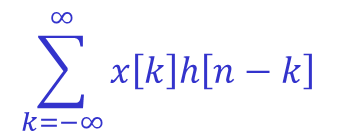 ∞
∑ x[k]h[n − k]
k=−∞